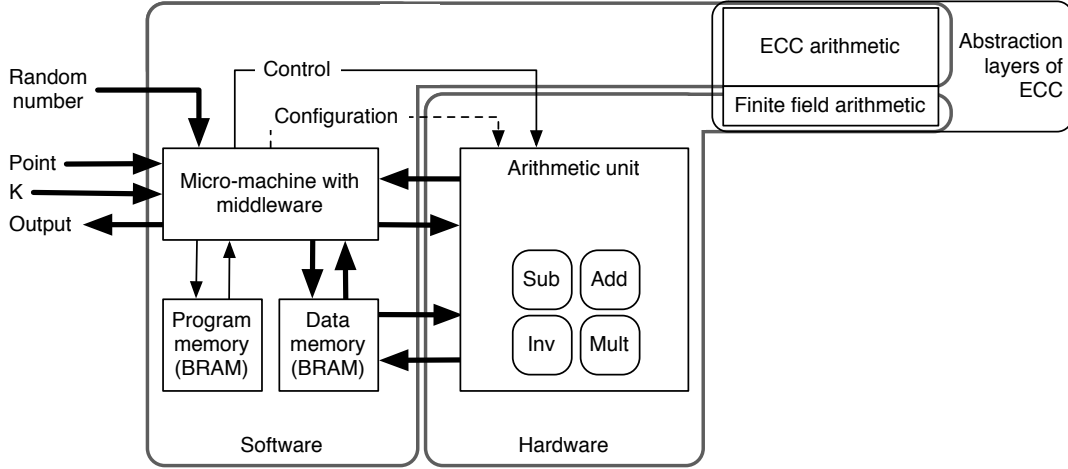 ECC arithmetic
Finite field arithmetic
Abstraction
layers of
ECC
Random
number
Control
Configuration
Point
K
Output
Micro-machine with
middleware
Arithmetic unit
Sub
Add
Inv
Mult
Program
memory
(BRAM)
Data
memory
(BRAM)
Software
Hardware